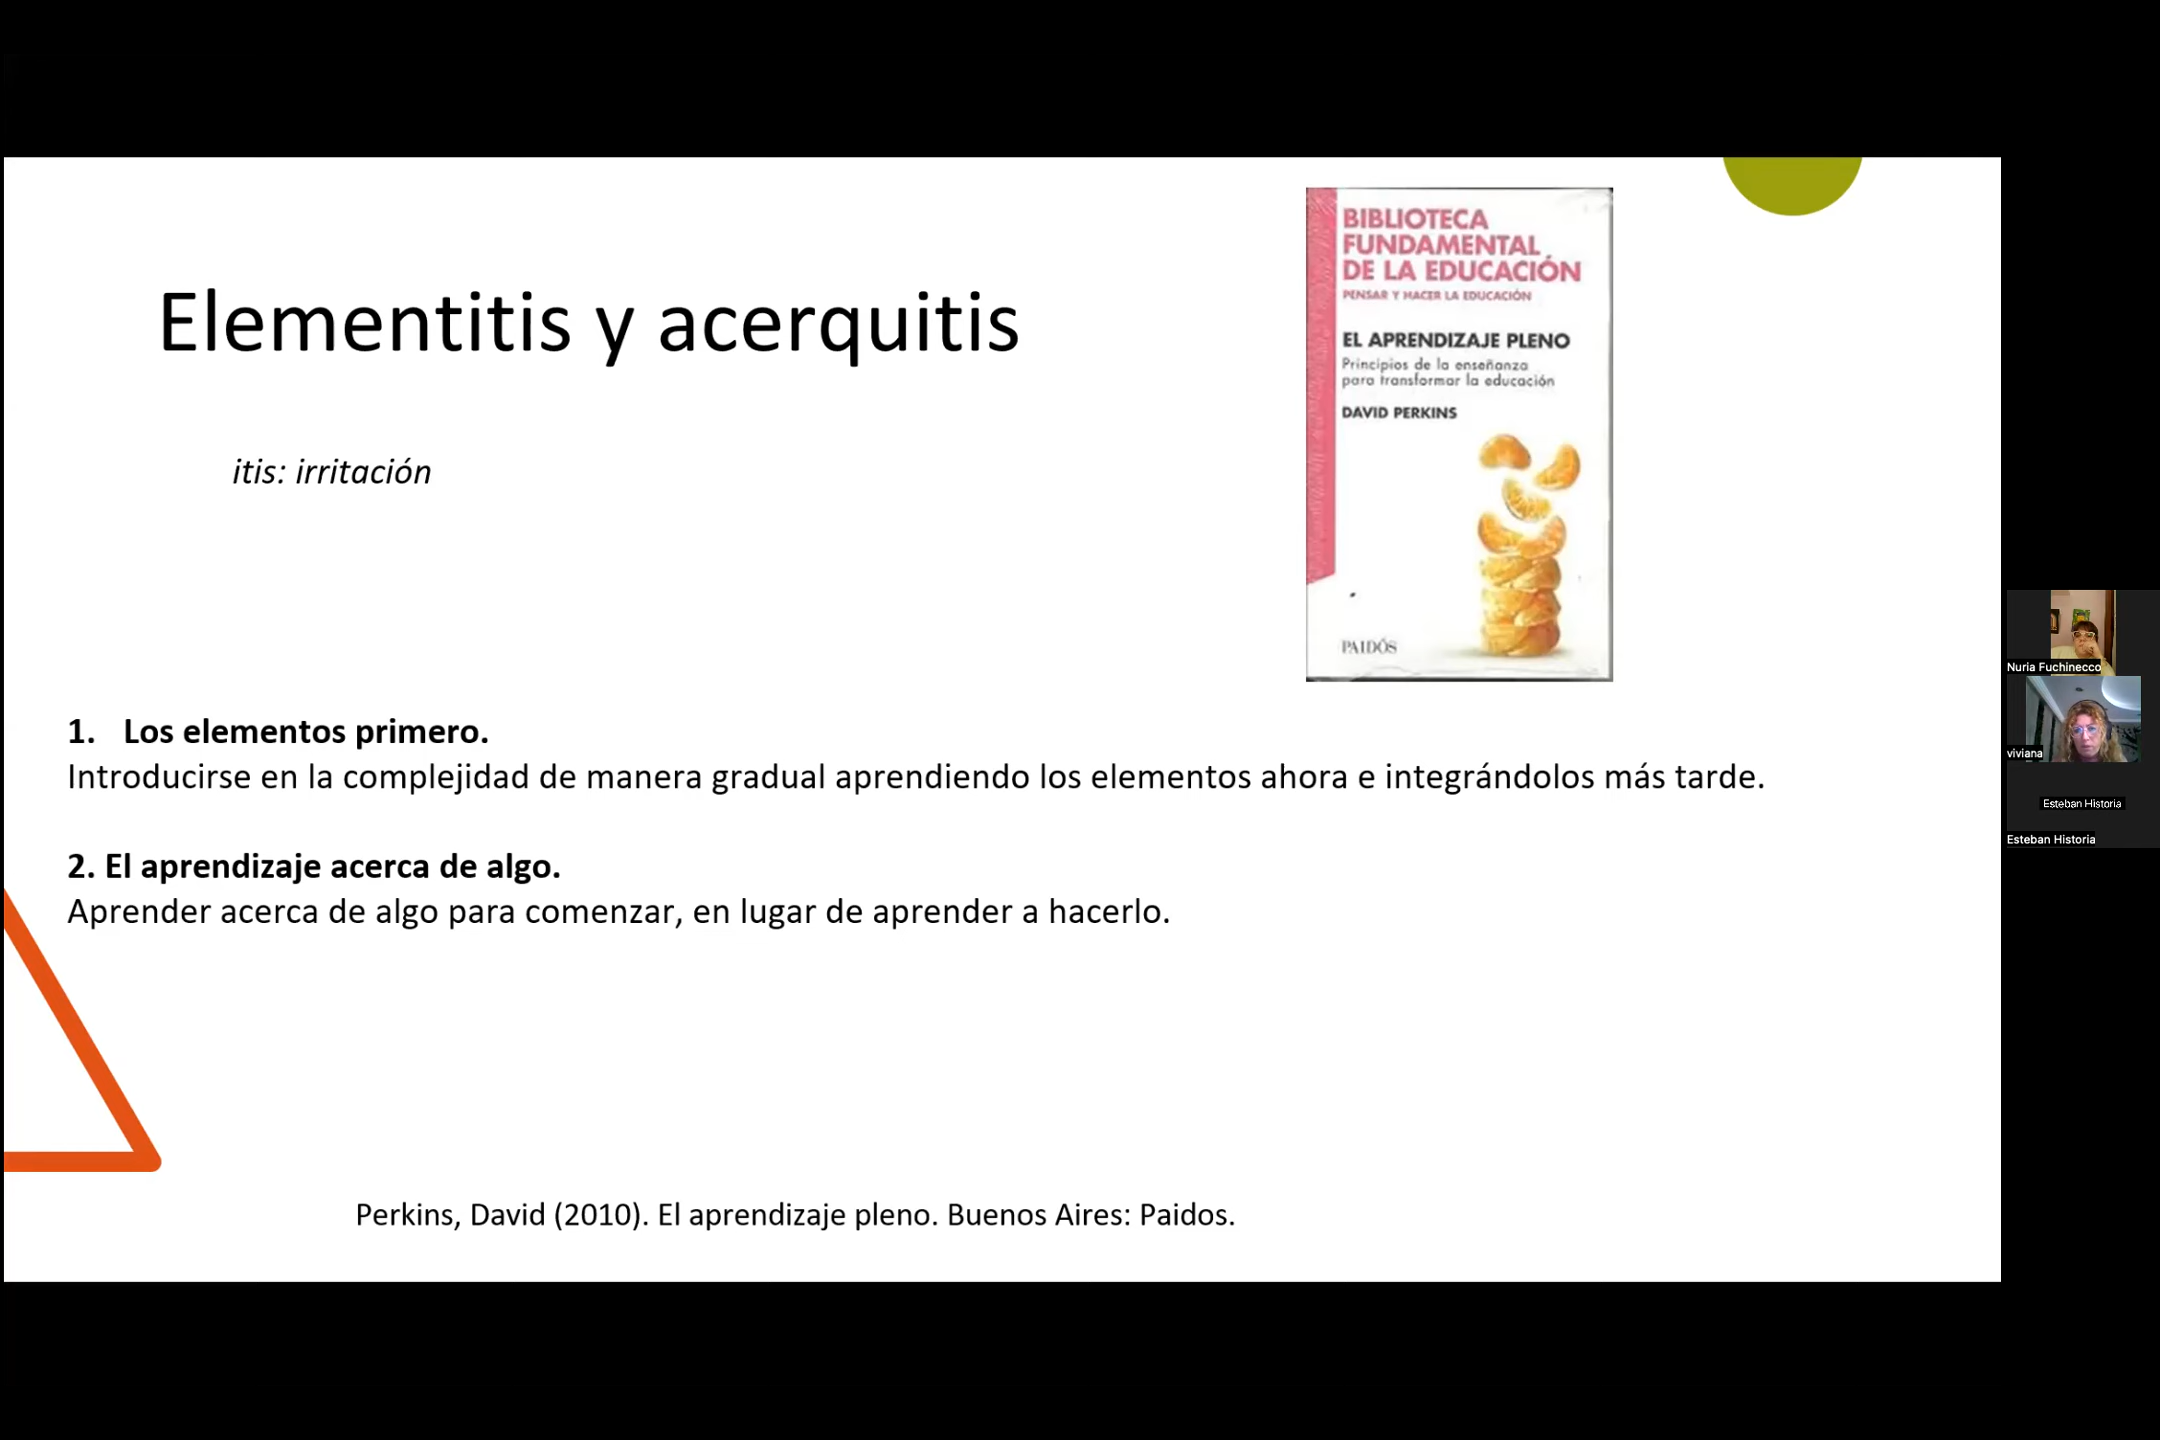 Elementitis y acerquitis
itis: irritación
BIBLIOTECA
FUNDAMENTAL
DE LA EDUCACIÓN
PENSAR Y HACER LA EDUCACIÓN
EL APRENDIZAJE PLENO
Principios de la enseñanza
para transformar la educación
DAVID PERKINS
PAIDÓS
1. Los elementos primero.
Introducirse en la complejidad de manera gradual aprendiendo los elementos ahora e integrándolos más tarde.
2. El aprendizaje acerca de algo.
Aprender acerca de algo para comenzar, en lugar de aprender a hacerlo.
Perkins, David (2010). El aprendizaje pleno. Buenos Aires: Paidos.
Nuria Fuchinecco
viviana
Esteban Historia
Esteban Historia